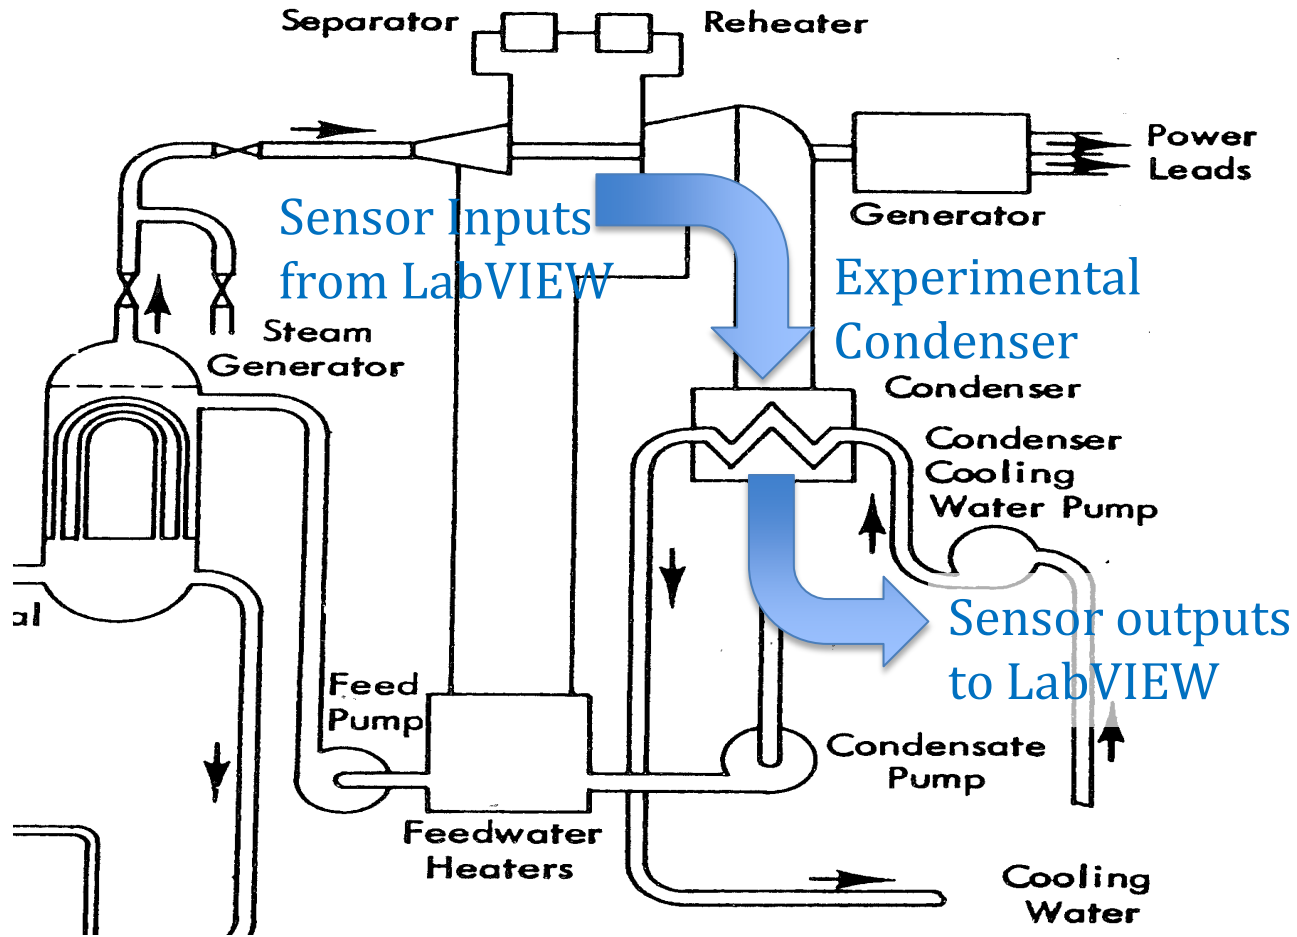 Separator
Reheater
Power
Leads
Generator
Sensor Inputs
from LabVIEW
Experimental
Condenser
Steam
Generator
Condenser
Condenser
Cooling
Water Pump
al
Sensor outputs
to LabVIEW
Feed
Pump
Condensate
Pump
Feedwater
Heaters
Cooling
Water